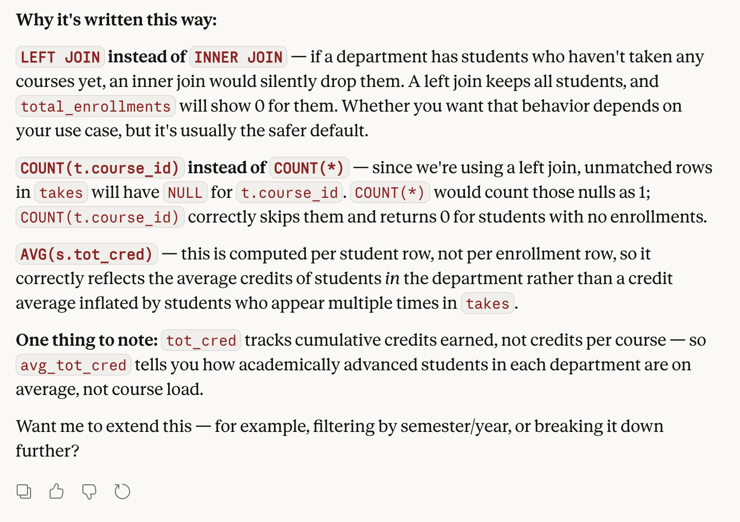 Why it's written this way:
LEFT JOIN instead of INNER JOIN — if a department has students who haven't taken any
courses yet, an inner join would silently drop them. A left join keeps all students, and
total_enrollments will show 0 for them. Whether you want that behavior depends on
your use case, but it's usually the safer default.
COUNT(t.course_id) instead of COUNT(*) — since we're using a left join, unmatched rows
in takes will have NULL for t.course_id. COUNT(*) would count those nulls as 1;
COUNT(t.course_id) correctly skips them and returns 0 for students with no enrollments.
AVG(s.tot_cred) — this is computed per student row, not per enrollment row, so it
correctly reflects the average credits of students in the department rather than a credit
average inflated by students who appear multiple times in takes.
One thing to note: tot_cred tracks cumulative credits earned, not credits per course — so
avg_tot_cred tells you how academically advanced students in each department are on
average, not course load.
Want me to extend this — for example, filtering by semester/year, or breaking it down
further?